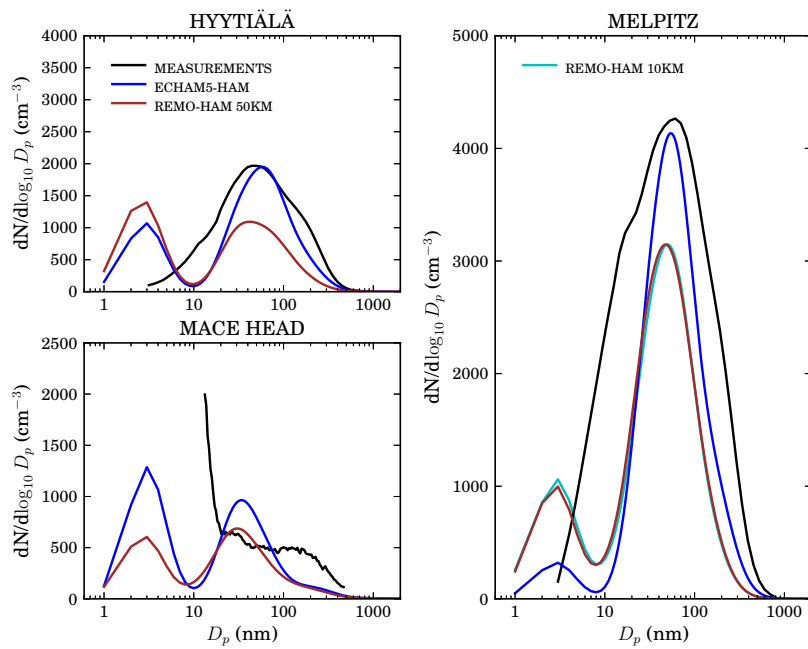 HYYTIÄLÄ
dN/dlog₁₀ Dₚ (cm⁻³)
4000
3500
3000
2500
2000
1500
1000
500
0
MEASUREMENTS
ECHAM5-HAM
REMO-HAM 50KM
1 10 100 1000
MACE HEAD
dN/dlog₁₀ Dₚ (cm⁻³)
2500
2000
1500
1000
500
0
1 10 100 1000
Dₚ (nm)
MELPITZ
dN/dlog₁₀ Dₚ (cm⁻³)
5000
4000
3000
2000
1000
0
REMO-HAM 10KM
1 10 100 1000
Dₚ (nm)